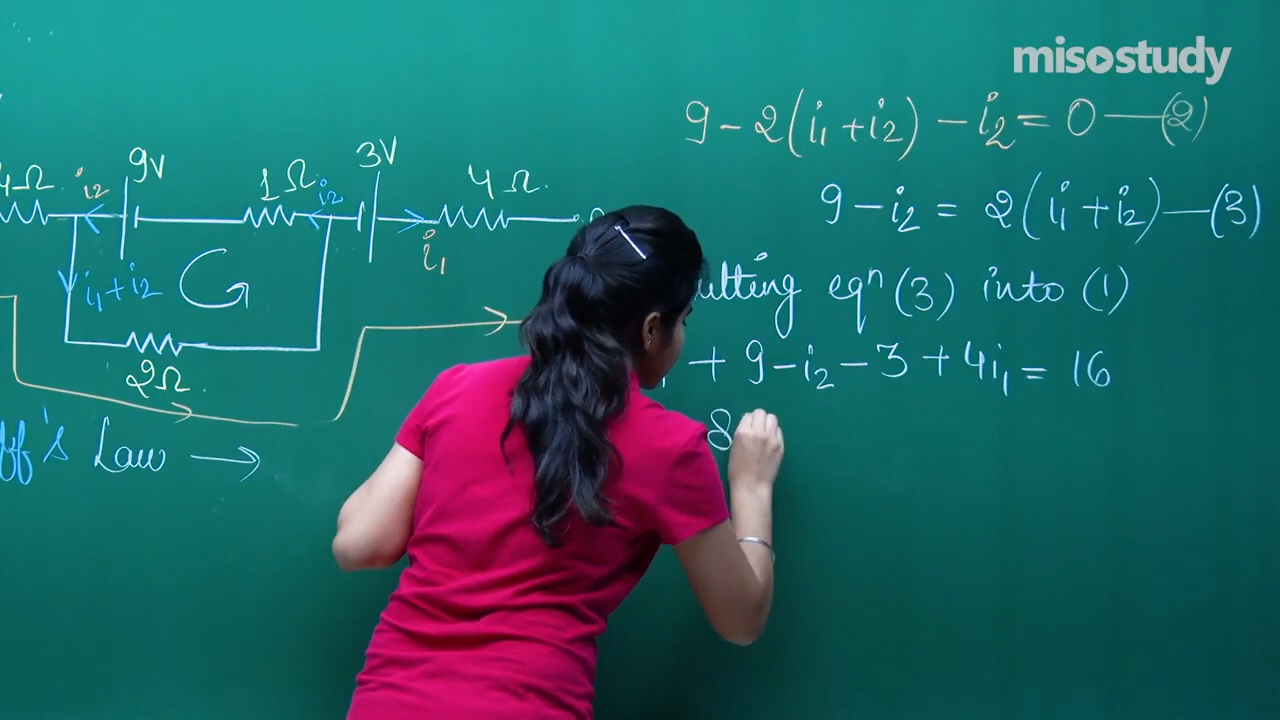 misostudy
9 - 2(i₁ + i₂) - i₂ = 0 — (2)
9 - i₂ = 2(i₁ + i₂) — (3)
eqⁿ (3) into (1)
+ 9 - i₂ - 3 + 4i₁ = 16
8
4Ω.
i₂
9V
1Ω.
i₂
3V
4Ω.
i₁
i₁ + i₂
G
2Ω.
ff's Law →